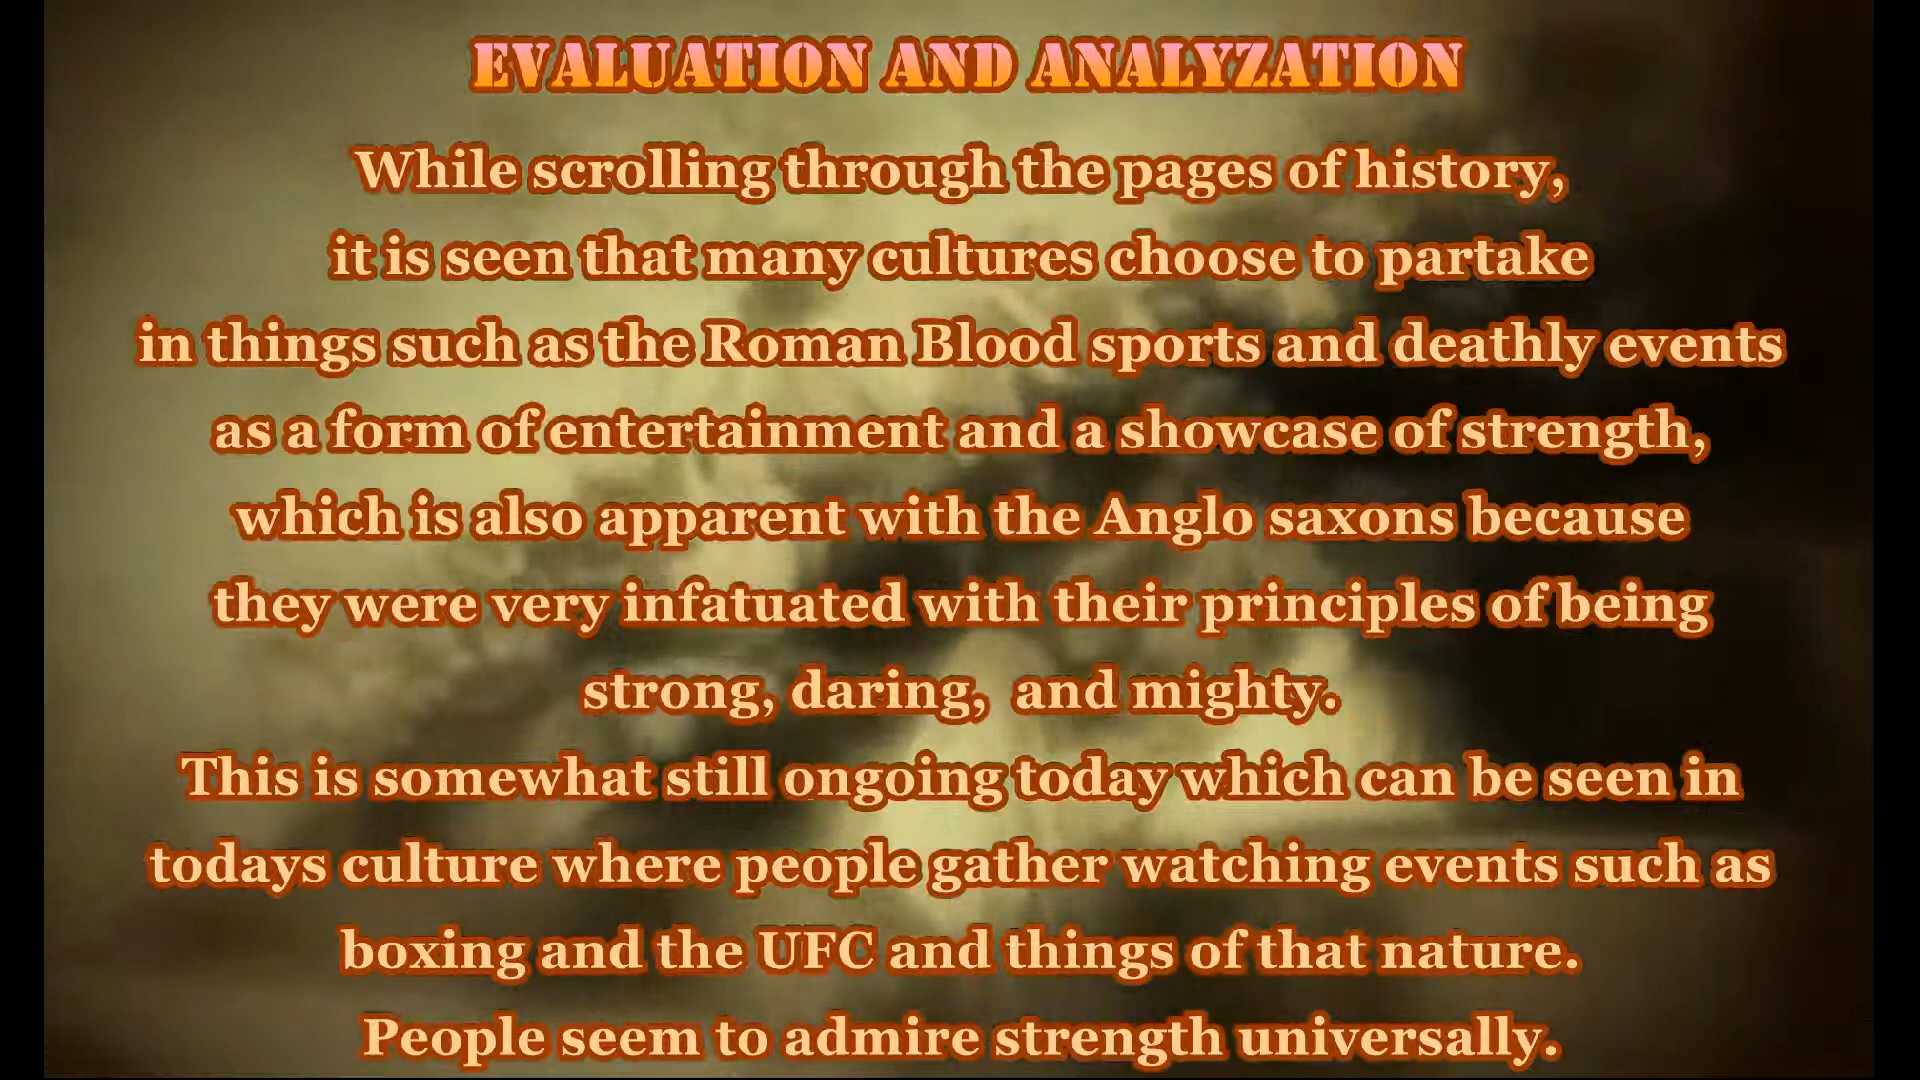 EVALUATION AND ANALYZATION
While scrolling through the pages of history,
it is seen that many cultures choose to partake
in things such as the Roman Blood sports and deathly events
as a form of entertainment and a showcase of strength,
which is also apparent with the Anglo saxons because
they were very infatuated with their principles of being
strong, daring,  and mighty.
This is somewhat still ongoing today which can be seen in
todays culture where people gather watching events such as
boxing and the UFC and things of that nature.
People seem to admire strength universally.